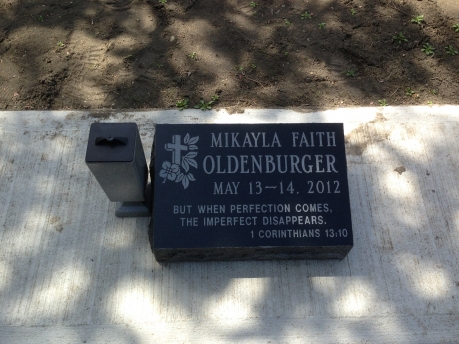 MIKAYLA FAITH
OLDENBURGER
MAY 13~14, 2012
BUT WHEN PERFECTION COMES,
THE IMPERFECT DISAPPEARS.
1 CORINTHIANS 13:10